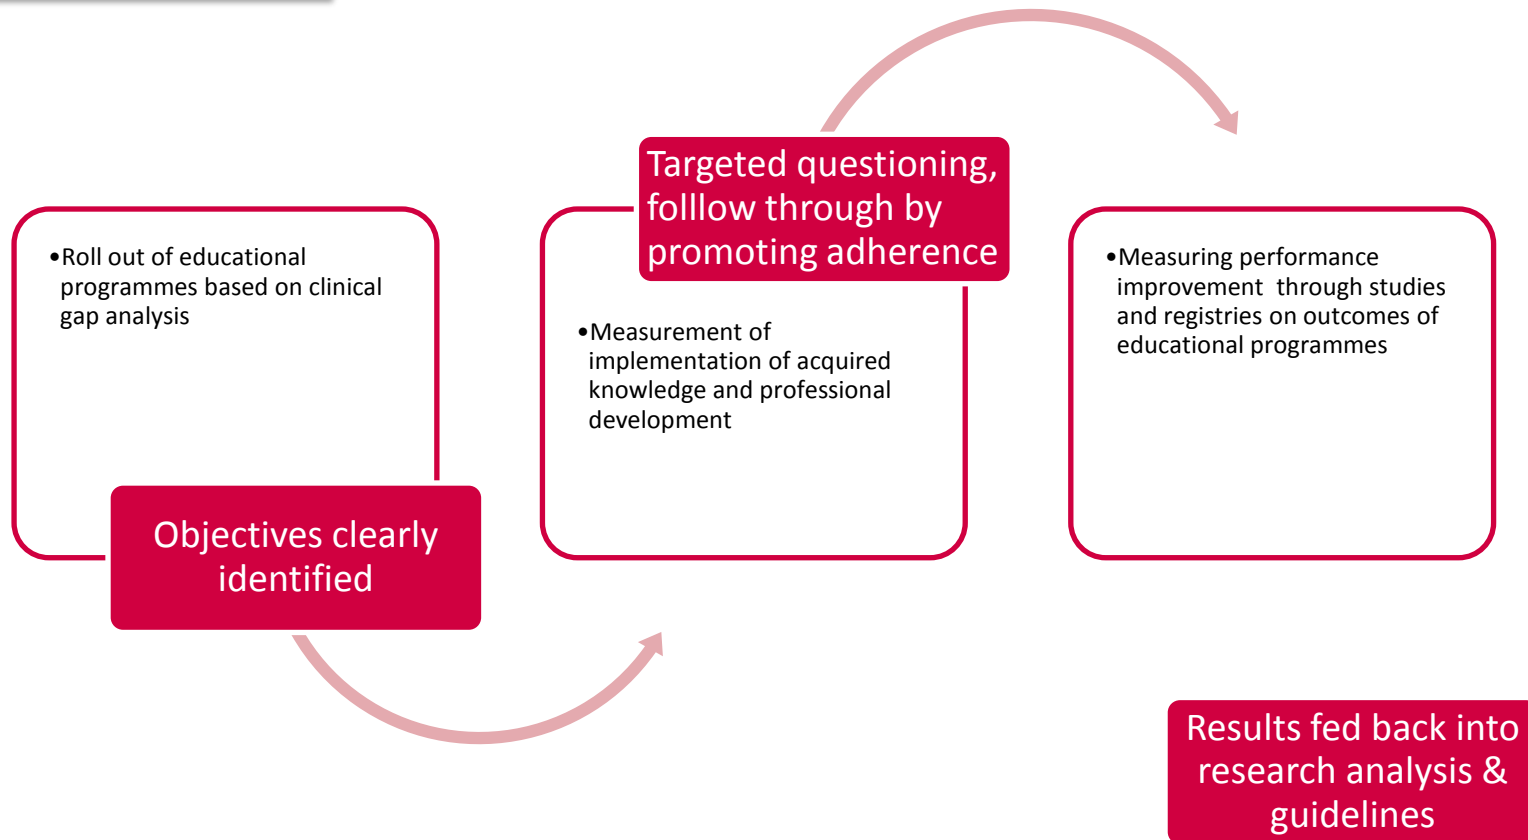 •Roll out of educational
programmes based on clinical
gap analysis
Objectives clearly
identified
Targeted questioning,
folllow through by
promoting adherence
•Measurement of
implementation of acquired
knowledge and professional
development
•Measuring performance
improvement  through studies
and registries on outcomes of
educational programmes
Results fed back into
research analysis &
guidelines